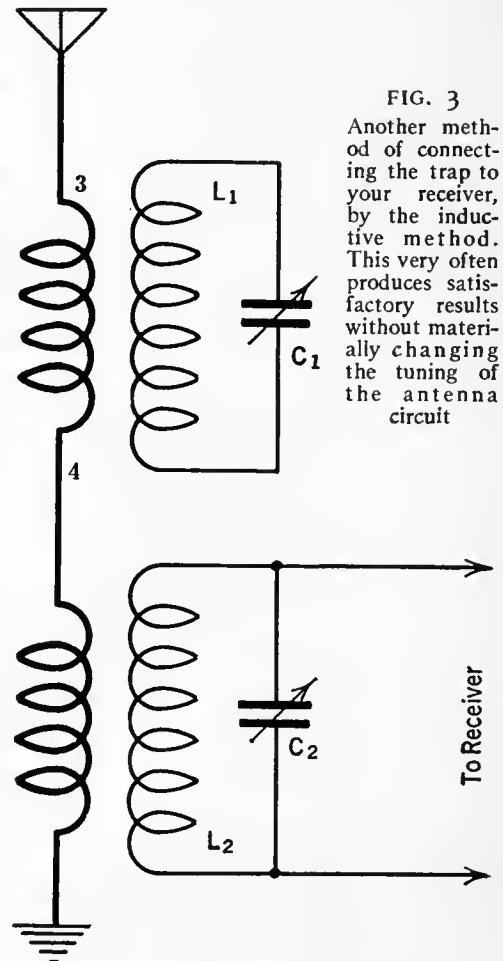 FIG. 3
Another meth-
od of connect-
ing the trap to
your receiver,
by the induc-
tive method.
This very often
produces satis-
factory results
without materi-
ally changing
the tuning of
the antenna
circuit
3
L1
C1
4
C2
L2
To Receiver